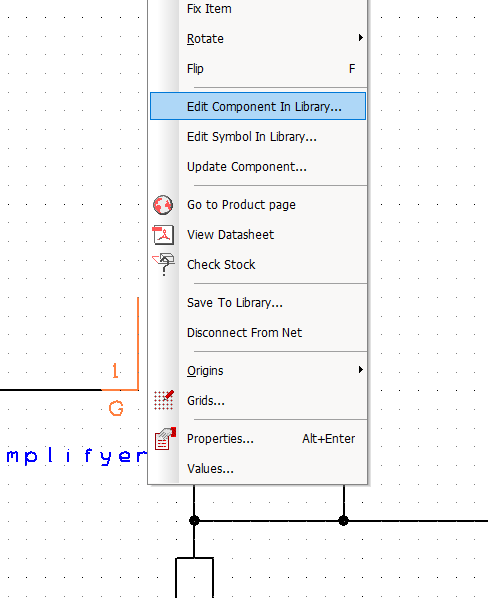 Fix Item
Rotate
Flip F
Edit Component In Library...
Edit Symbol In Library...
Update Component...
Go to Product page
View Datasheet
Check Stock
Save To Library...
Disconnect From Net
Origins
1
Grids...
G
Properties... Alt+Enter
mplifyer
Values...